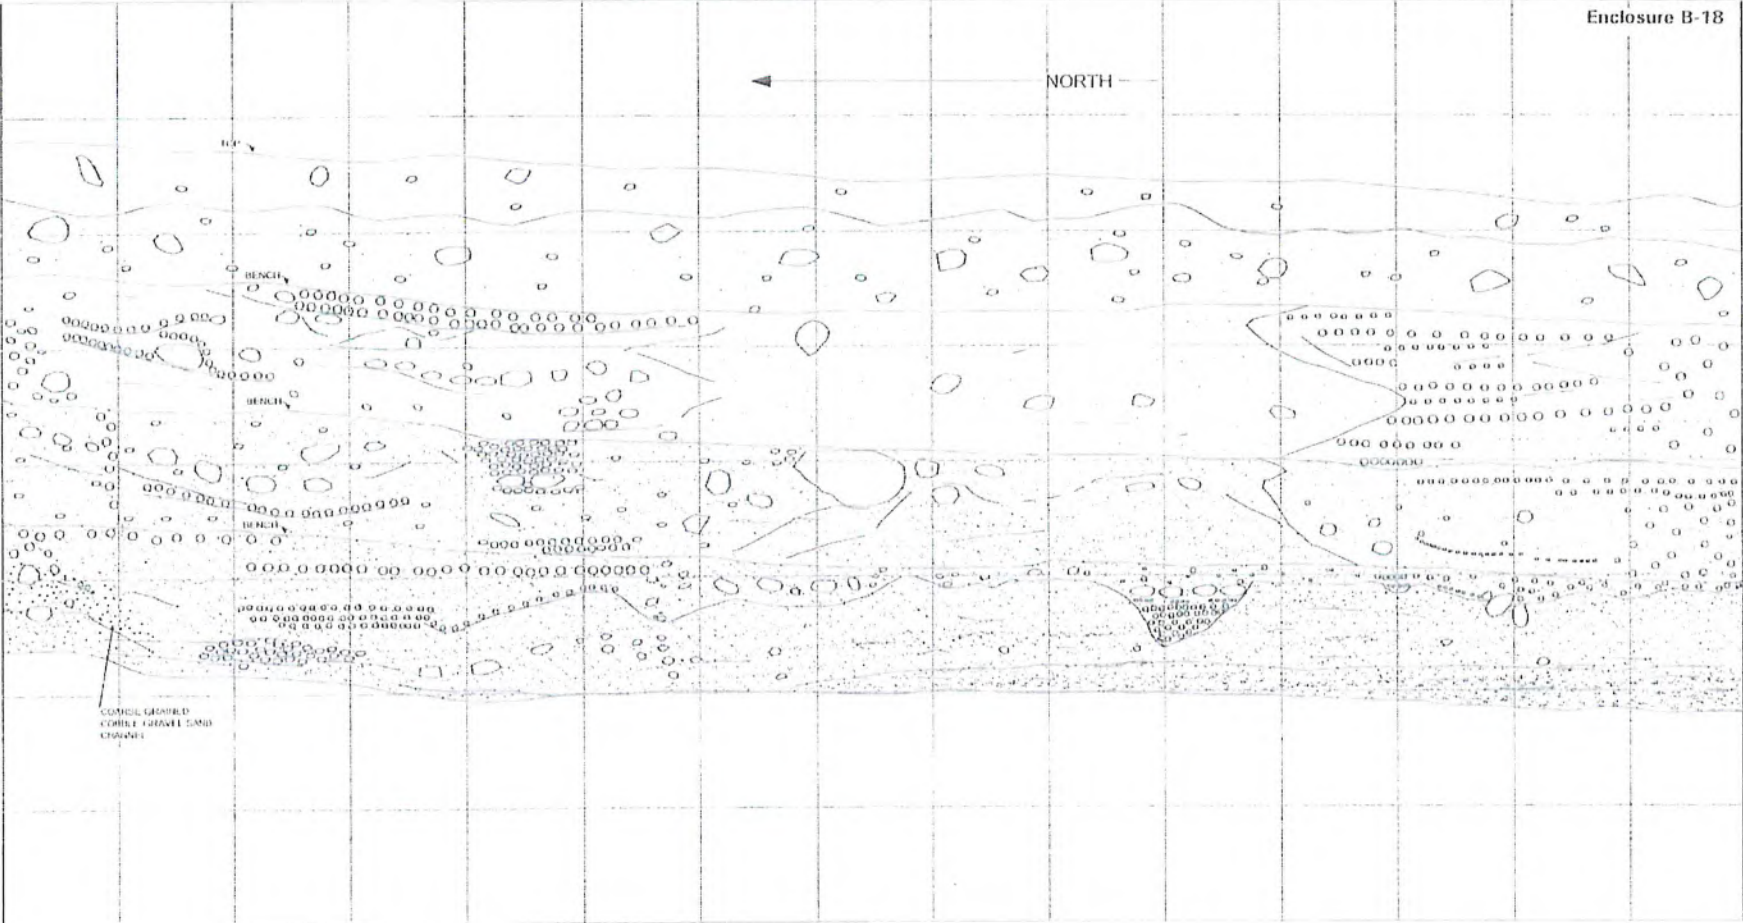 Enclosure B-18
NORTH
TOP
BENCH
BENCH
BENCH
COARSE GRAINED
COBBLE GRAVEL SAND
CHANNEL